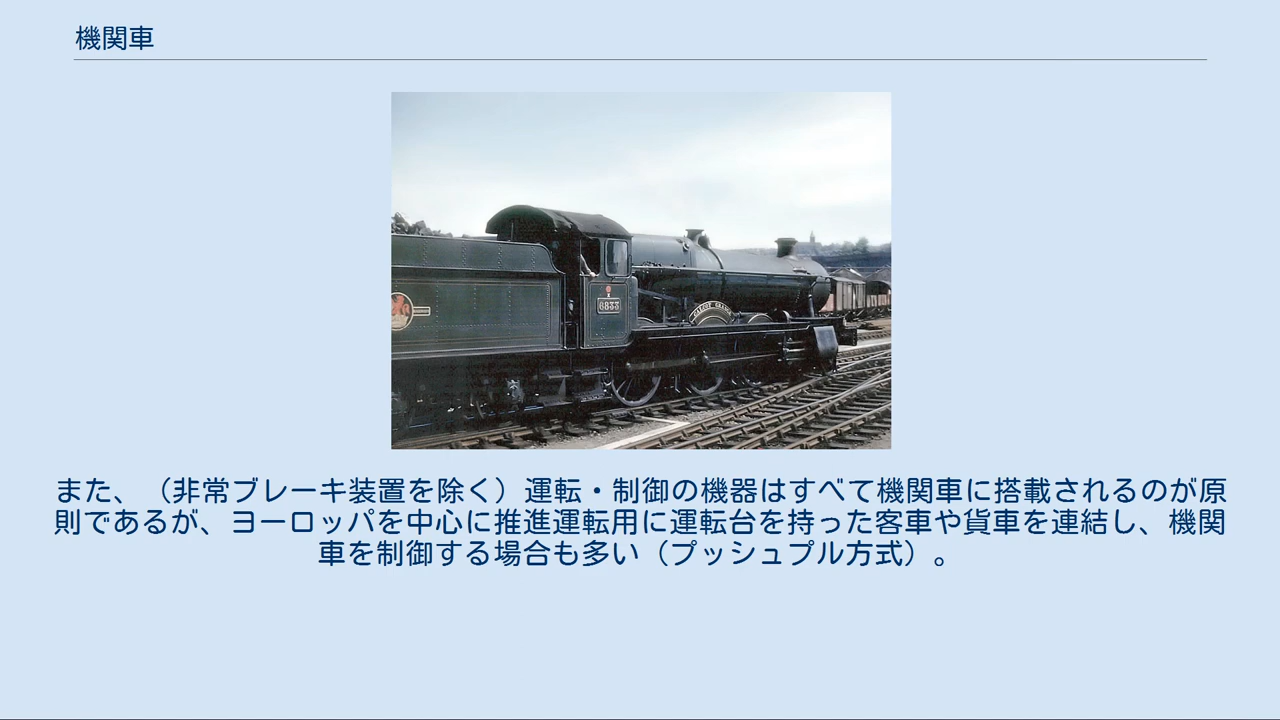 機関車
6833
また、（非常ブレーキ装置を除く）運転・制御の機器はすべて機関車に搭載されるのが原
則であるが、ヨーロッパを中心に推進運転用に運転台を持った客車や貨車を連結し、機関
車を制御する場合も多い（プッシュプル方式）。